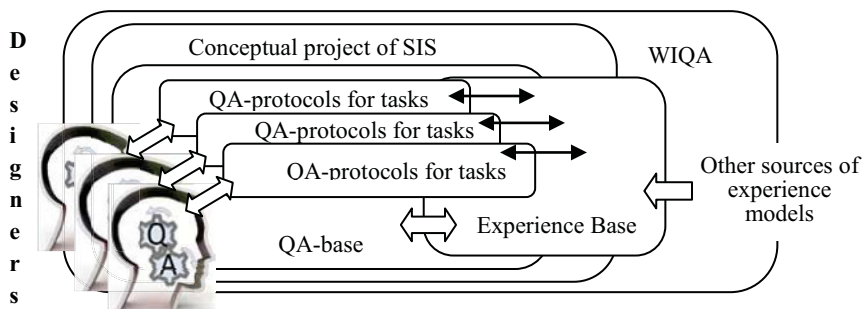 Designers
Conceptual project of SIS
WIQA
QA-protocols for tasks
QA-protocols for tasks
QA-protocols for tasks
Other sources of
experience
models
Experience Base
QA-base
Q
A